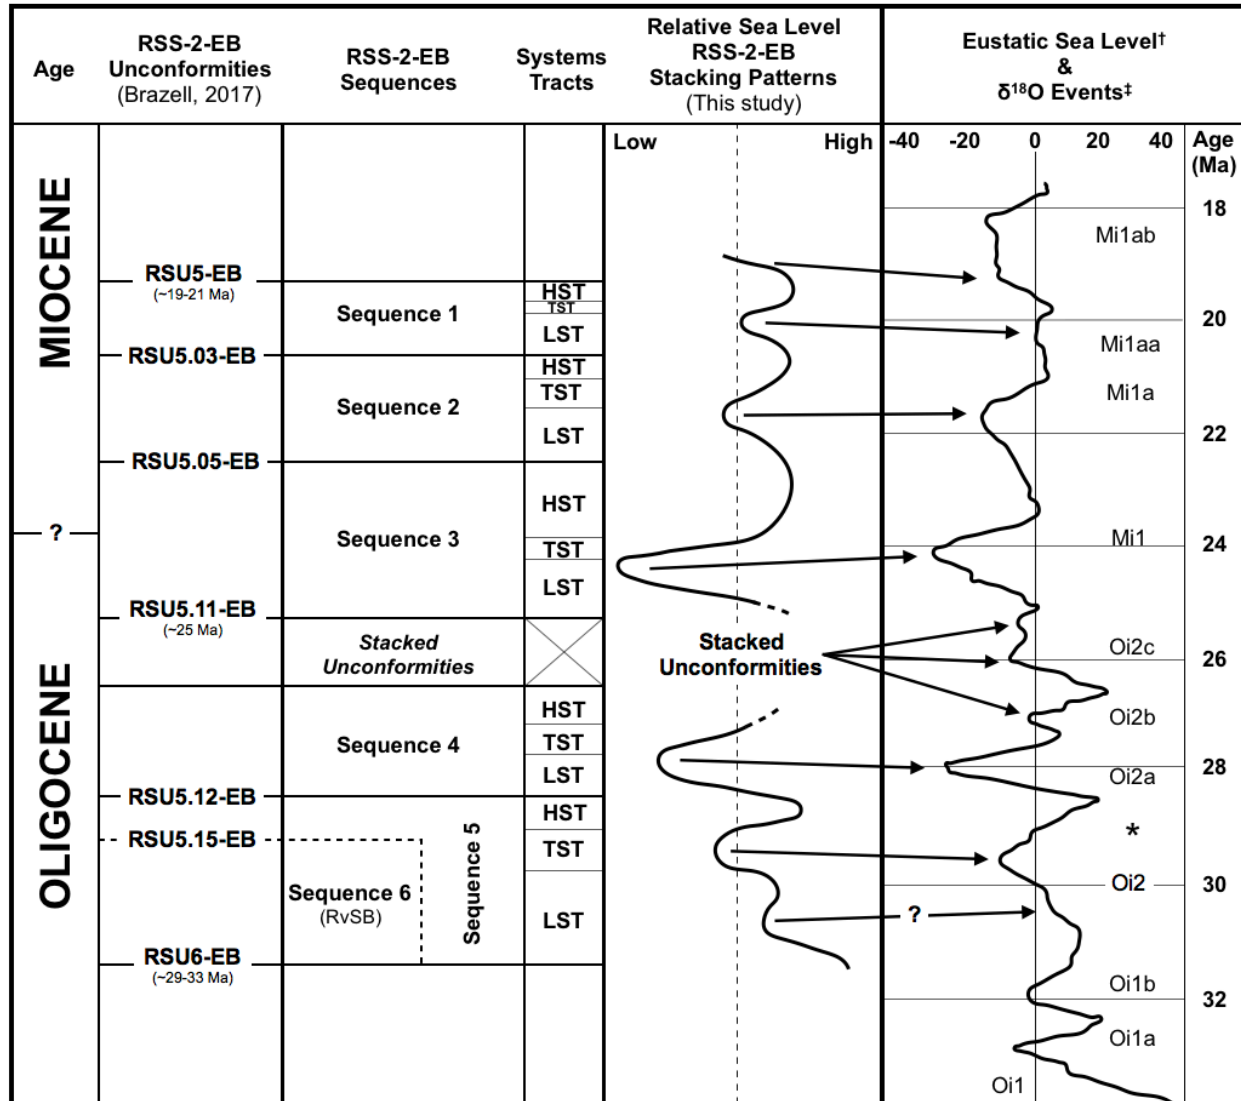 Age
RSS-2-EB
Unconformities
(Brazell, 2017)
RSS-2-EB
Sequences
Systems
Tracts
Relative Sea Level
RSS-2-EB
Stacking Patterns
(This study)
Eustatic Sea Level†
&
δ18O Events‡
Low
High
-40
-20
0
20
40
Age
(Ma)
MIOCENE
?
OLIGOCENE
RSU5-EB
(~19-21 Ma)
RSU5.03-EB
RSU5.05-EB
RSU5.11-EB
(~25 Ma)
RSU5.12-EB
RSU5.15-EB
RSU6-EB
(~29-33 Ma)
Sequence 1
Sequence 2
Sequence 3
Stacked
Unconformities
Sequence 4
Sequence 5
Sequence 6
(RvSB)
HST
TST
LST
HST
TST
LST
HST
TST
LST
HST
TST
LST
HST
TST
LST
Stacked
Unconformities
?
Mi1ab
Mi1aa
Mi1a
Mi1
Oi2c
Oi2b
Oi2a
*
Oi2
Oi1b
Oi1a
Oi1
18
20
22
24
26
28
30
32